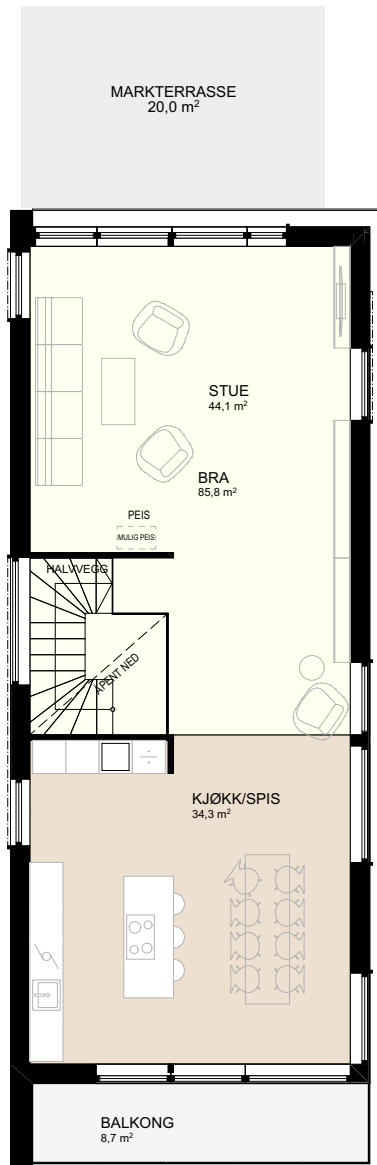 MARKTERRASSE
20,0 m²
STUE
44,1 m²
BRA
85,8 m²
PEIS
MULIG PEIS
HALVVEGG
ÅPENT NED
KJØKK/SPIS
34,3 m²
BALKONG
8,7 m²